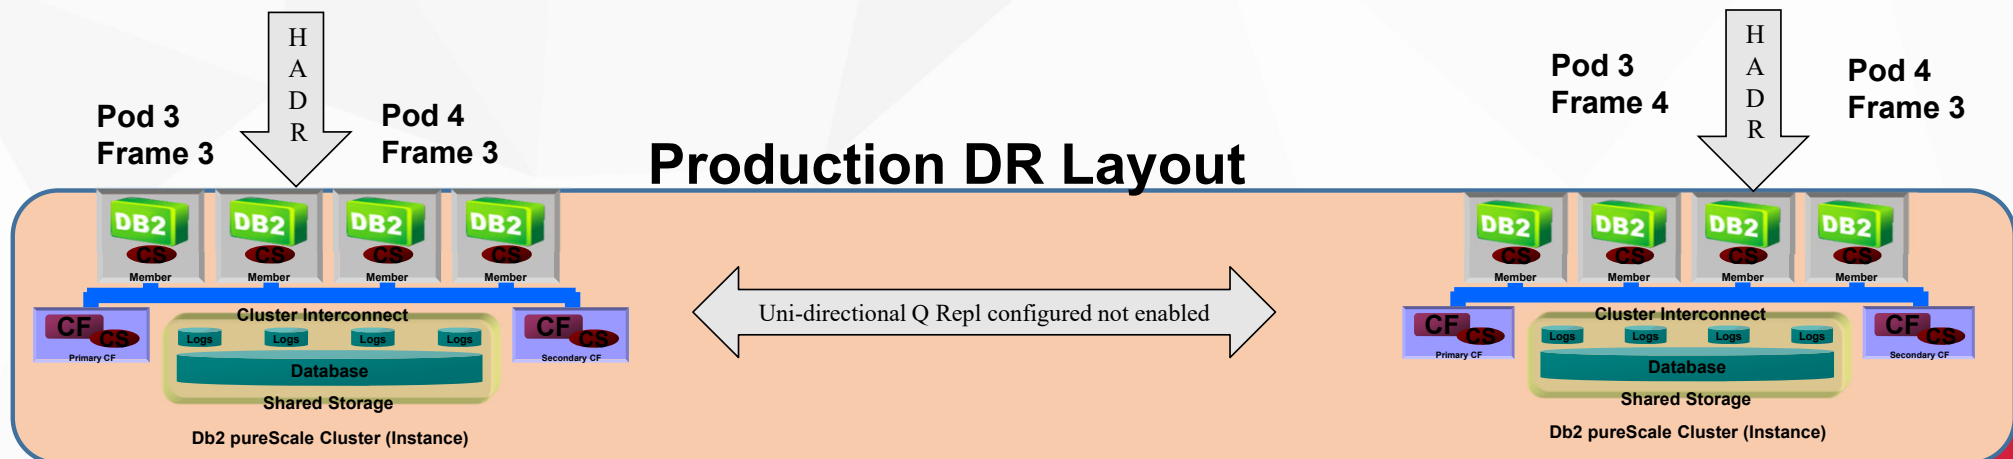 H
A
D
R
Pod 3
Frame 3
Pod 4
Frame 3
Production DR Layout
H
A
D
R
Pod 3
Frame 4
Pod 4
Frame 3
DB2
CS
Member
DB2
CS
Member
DB2
CS
Member
DB2
CS
Member
CF
CS
Primary CF
Cluster Interconnect
Logs
Logs
Logs
Logs
Database
Shared Storage
CF
CS
Secondary CF
Db2 pureScale Cluster (Instance)
Uni-directional Q Repl configured not enabled
DB2
CS
Member
DB2
CS
Member
DB2
CS
Member
DB2
CS
Member
CF
CS
Primary CF
Cluster Interconnect
Logs
Logs
Logs
Logs
Database
Shared Storage
CF
CS
Secondary CF
Db2 pureScale Cluster (Instance)